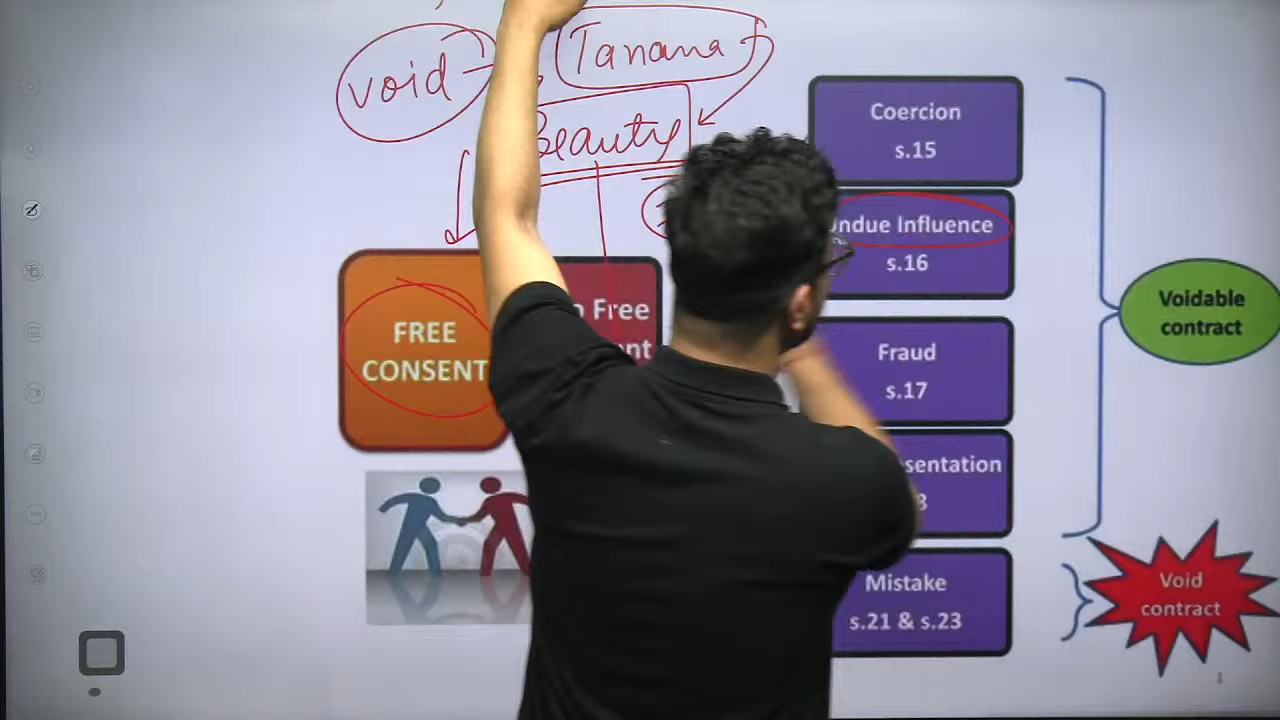 void
Tanana
Beauty
Coercion
s.15
Undue Influence
s.16
FREE
CONSENT
Free
Fraud
s.17
Voidable
contract
sentation
Mistake
s.21 & s.23
Void
contract